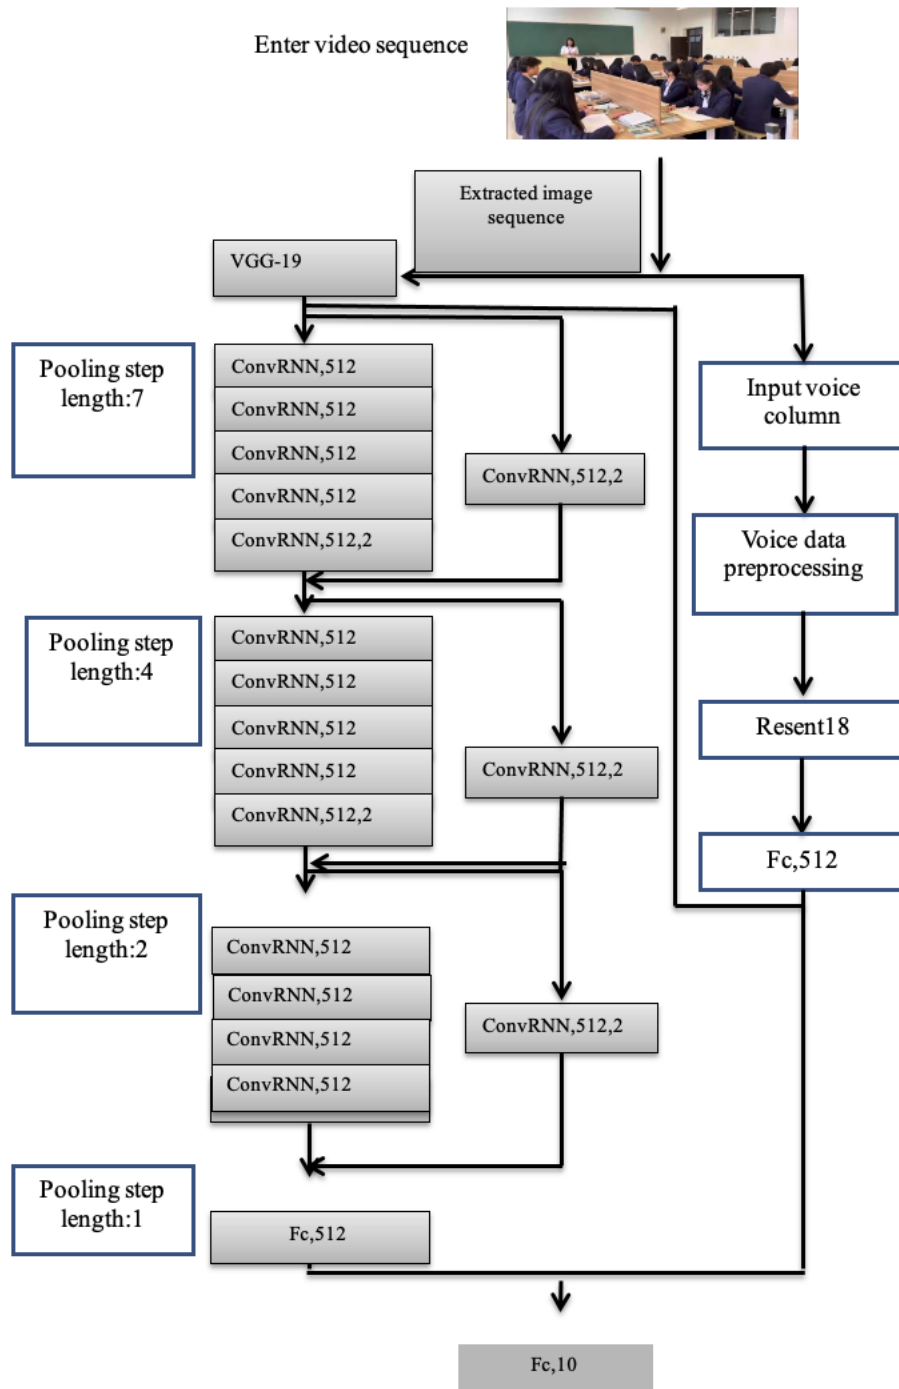 Enter video sequence
Extracted image
sequence
VGG-19
Pooling step
length:7
ConvRNN,512
ConvRNN,512
ConvRNN,512
ConvRNN,512
ConvRNN,512,2
ConvRNN,512,2
Input voice
column
Voice data
preprocessing
Pooling step
length:4
ConvRNN,512
ConvRNN,512
ConvRNN,512
ConvRNN,512
ConvRNN,512,2
ConvRNN,512,2
Resent18
Fc,512
Pooling step
length:2
ConvRNN,512
ConvRNN,512
ConvRNN,512
ConvRNN,512
ConvRNN,512,2
Pooling step
length:1
Fc,512
Fc,10